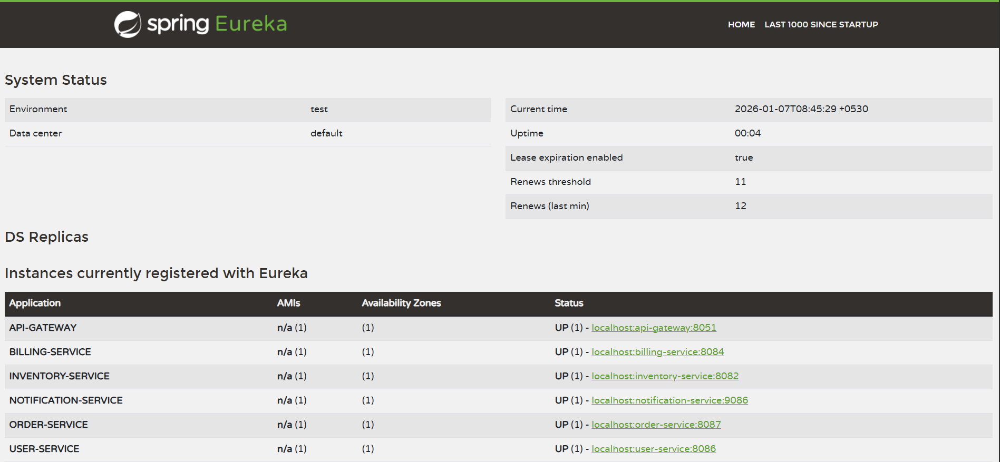 spring Eureka
HOME LAST 1000 SINCE STARTUP
System Status
Environment test
Data center default
Current time 2026-01-07T08:45:29 +0530
Uptime 00:04
Lease expiration enabled true
Renews threshold 11
Renews (last min) 12
DS Replicas
Instances currently registered with Eureka
Application AMIs Availability Zones Status
API-GATEWAY n/a (1) (1) UP (1) - localhost:api-gateway:8051
BILLING-SERVICE n/a (1) (1) UP (1) - localhost:billing-service:8084
INVENTORY-SERVICE n/a (1) (1) UP (1) - localhost:inventory-service:8082
NOTIFICATION-SERVICE n/a (1) (1) UP (1) - localhost:notification-service:9086
ORDER-SERVICE n/a (1) (1) UP (1) - localhost:order-service:8087
USER-SERVICE n/a (1) (1) UP (1) - localhost:user-service:8086